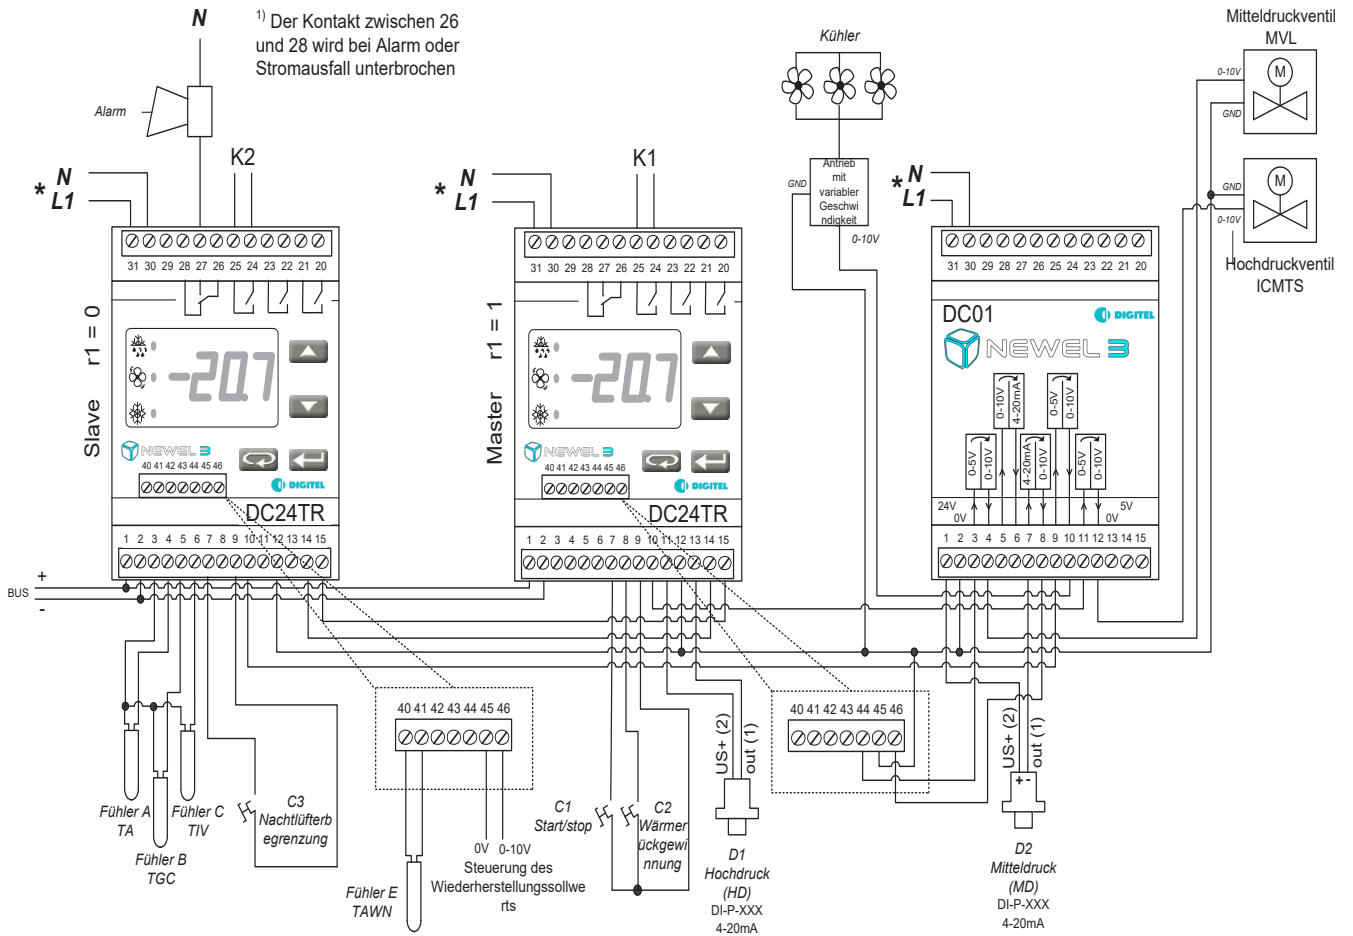 N
1) Der Kontakt zwischen 26
und 28 wird bei Alarm oder
Stromausfall unterbrochen
Alarm
K2
* N
L1
K1
* N
L1
Kühler
Antrieb
mit
variabler
Geschwi
ndigkeit
GND
0-10V
* N
L1
Mitteldruckventil
MVL
0-10V
M
GND
GND
M
0-10V
Hochdruckventil
ICMTS
31 30 29 28 27 26 25 24 23 22 21 20
Slave r1 = 0
-20.7
NEWEL 3
40 41 42 43 44 45 46
DIGITEL
DC24TR
1 2 3 4 5 6 7 8 9 10 11 12 13 14 15
31 30 29 28 27 26 25 24 23 22 21 20
Master r1 = 1
-20.7
NEWEL 3
40 41 42 43 44 45 46
DIGITEL
DC24TR
1 2 3 4 5 6 7 8 9 10 11 12 13 14 15
31 30 29 28 27 26 25 24 23 22 21 20
DC01
DIGITEL
NEWEL 3
0-10V
4-20mA
0-5V
0-10V
0-5V
0-10V
4-20mA
0-10V
0-5V
0-10V
24V
0V
5V
0V
1 2 3 4 5 6 7 8 9 10 11 12 13 14 15
+
BUS
-
Fühler A
TA
Fühler B
TGC
Fühler C
TIV
C3
Nachtlüfterb
egrenzung
40 41 42 43 44 45 46
Fühler E
TAWN
0V 0-10V
Steuerung des
Wiederherstellungssollwe
rts
C1
Start/stop
C2
Wärmer
ückgewi
nnung
US+ (2)
out (1)
D1
Hochdruck
(HD)
DI-P-XXX
4-20mA
40 41 42 43 44 45 46
US+ (2)
out (1)
+ -
D2
Mitteldruck
(MD)
DI-P-XXX
4-20mA